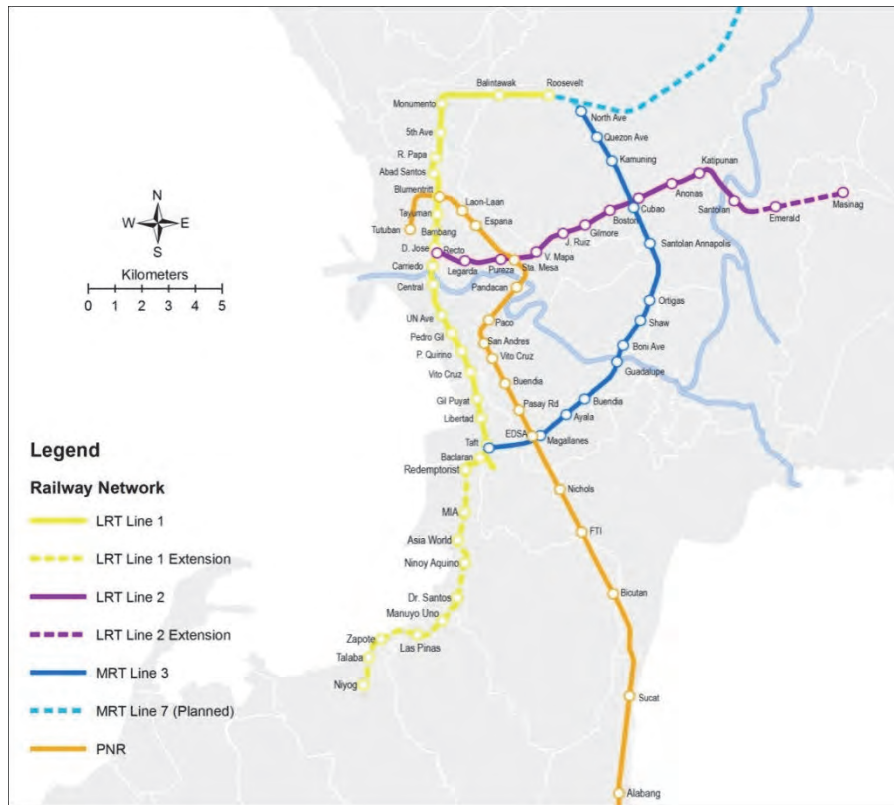 Balintawak
Roosevelt
Monumento
North Ave
5th Ave
Quezon Ave
R. Papa
Kamuning
Katipunan
Abad Santos
Blumentritt
Laon-Laan
Anonas
Masinag
N
W E
S
Tayuman
Espana
Cubao
Santolan
Emerald
Tutuban
Bambang
Boston
Gilmore
J. Ruiz
D. Jose
Recto
V. Mapa
Santolan Annapolis
Kilometers
0 1 2 3 4 5
Carriedo
Legarda
Pureza
Sta. Mesa
Central
Pandacan
Ortigas
UN Ave
Paco
Shaw
Pedro Gil
San Andres
Boni Ave
P. Quirino
Vito Cruz
Guadalupe
Vito Cruz
Buendia
Gil Puyat
Buendia
Pasay Rd
Ayala
Libertad
EDSA
Magallanes
Taft
Baclaran
Redemptorist
Nichols
MIA
FTI
Asia World
Ninoy Aquino
Bicutan
Dr. Santos
Manuyo Uno
Zapote
Las Pinas
Talaba
Niyog
Sucat
Alabang
Legend
Railway Network
LRT Line 1
LRT Line 1 Extension
LRT Line 2
LRT Line 2 Extension
MRT Line 3
MRT Line 7 (Planned)
PNR